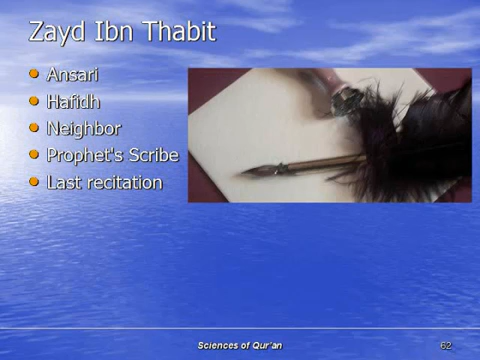 Zayd Ibn Thabit
Ansari
Hafidh
Neighbor
Prophet's Scribe
Last recitation
Sciences of Qur'an
62